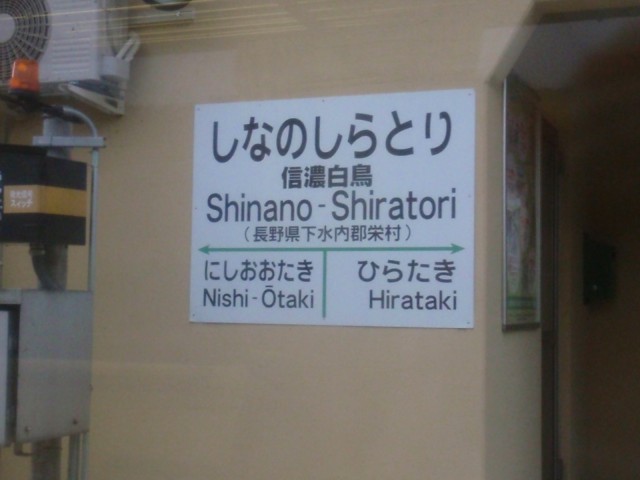 しなのしらとり
信濃白鳥
Shinano-Shiratori
(長野県下水内郡栄村)
にしおおたき
ひらたき
Nishi-Ōtaki
Hirataki